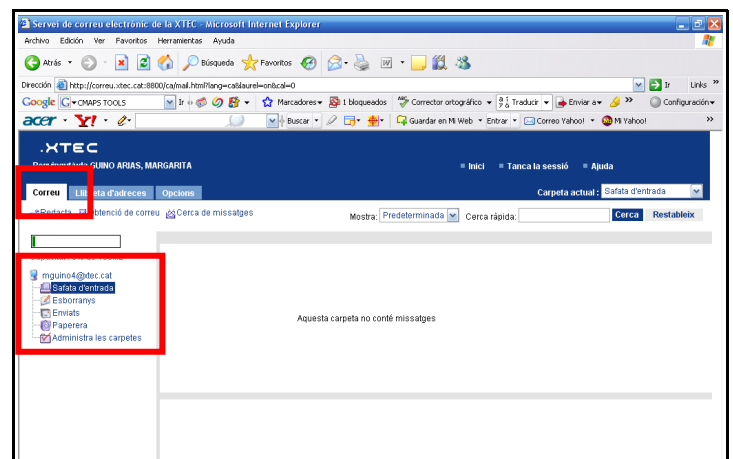 Servei de correu electrònic de la XTEC - Microsoft Internet Explorer
Archivo Edición Ver Favoritos Herramientas Ayuda
Atrás Búsqueda Favoritos
Dirección http://correu.xtec.cat:8800/ca/mail.html?lang=ca&laurel=on&cal=0 Ir Links »
Google CMAPS TOOLS Ir Marcadores 1 bloqueados Corrector ortográfico Traducir Enviar a » Configuración
acer Y! Buscar Guardar en Mi Web Entrar Correo Yahoo! Mi Yahoo! »
.XTEC
GUINO ARIAS, MARGARITA Inici Tanca la sessió Ajuda
Correu Llibreta d'adreces Opcions Carpeta actual : Safata d'entrada
Redacta Obtenció de correu Cerca de missatges Mostra: Predeterminada Cerca rápida: Cerca Restableix
mguino4@xtec.cat
Safata d'entrada
Esborranys
Enviats
Paperera
Administra les carpetes
Aquesta carpeta no conté missatges